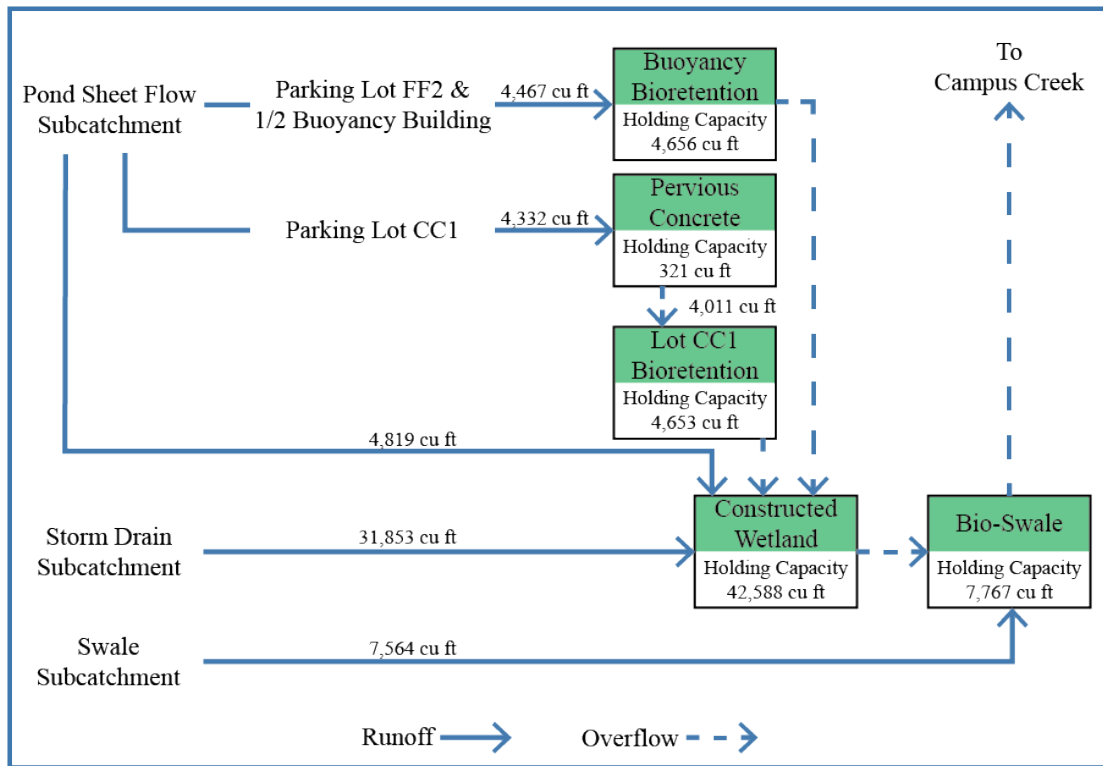 Pond Sheet Flow
Subcatchment
Parking Lot FF2 &
1/2 Buoyancy Building
4,467 cu ft
Buoyancy
Bioretention
Holding Capacity
4,656 cu ft
To
Campus Creek
Parking Lot CC1
4,332 cu ft
Pervious
Concrete
Holding Capacity
321 cu ft
4,011 cu ft
Lot CC1
Bioretention
Holding Capacity
4,653 cu ft
4,819 cu ft
Storm Drain
Subcatchment
31,853 cu ft
Constructed
Wetland
Holding Capacity
42,588 cu ft
Bio-Swale
Holding Capacity
7,767 cu ft
Swale
Subcatchment
7,564 cu ft
Runoff
Overflow